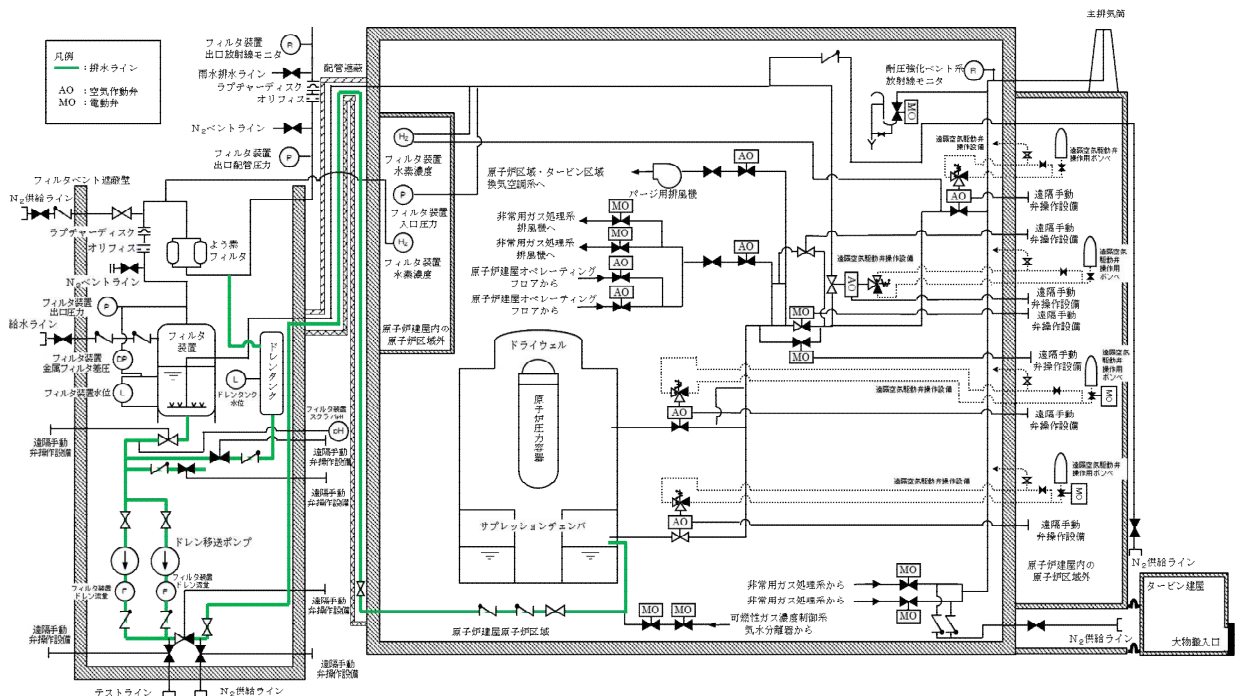 凡例
：排水ライン
AO：空気作動弁
MO：電動弁
フィルタ装置
出口放射線モニタ
R
雨水排水ライン
ラプチャーディスク
オリフィス
N₂ベントライン
P
フィルタ装置
出口配管圧力
配管遮蔽
フィルタベント遮蔽壁
N₂供給ライン
ラプチャーディスク
オリフィス
よう素
フィルタ
N₂ベントライン
フィルタ装置
出口圧力
P
給水ライン
フィルタ
装置
DP
フィルタ装置
金属フィルタ差圧
L
フィルタ装置水位
ドレンタンク
L
ドレンタンク
水位
フィルタ装置
スクラバpH
pH
遠隔手動
弁操作設備
遠隔手動
弁操作設備
遠隔手動
弁操作設備
ドレン移送ポンプ
フィルタ装置
ドレン流量
F
フィルタ装置
ドレン流量
F
遠隔手動
弁操作設備
遠隔手動
弁操作設備
遠隔手動
弁操作設備
テストライン
N₂供給ライン
H₂
フィルタ装置
水素濃度
P
フィルタ装置
入口圧力
H₂
フィルタ装置
水素濃度
原子炉建屋内の
原子炉区域外
原子炉区域・タービン区域
換気空調系へ
パージ用排風機
AO
非常用ガス処理系
排風機へ
MO
非常用ガス処理系
排風機へ
MO
原子炉建屋オペレーティング
フロアから
AO
原子炉建屋オペレーティング
フロアから
AO
AO
ドライウェル
原子炉圧力容器
サプレッションチェンバ
原子炉建屋原子炉区域
主排気筒
耐圧強化ベント系
放射線モニタ
R
MO
遠隔空気駆動弁
操作設備
遠隔空気駆動弁
操作用ボンベ
AO
遠隔手動
弁操作設備
遠隔手動
弁操作設備
遠隔空気駆動弁操作設備
遠隔空気駆動弁
操作用ボンベ
AO
遠隔手動
弁操作設備
MO
遠隔手動
弁操作設備
MO
遠隔手動
弁操作設備
遠隔空気駆動弁操作設備
遠隔空気駆動弁
操作用ボンベ
MO
AO
遠隔手動
弁操作設備
遠隔空気駆動弁操作設備
遠隔空気駆動弁
操作用ボンベ
MO
AO
遠隔手動
弁操作設備
N₂供給ライン
原子炉建屋内の
原子炉区域外
非常用ガス処理系から
MO
非常用ガス処理系から
MO
MO
MO
可燃性ガス濃度制御系
気水分離器から
N₂供給ライン
タービン建屋
大物搬入口